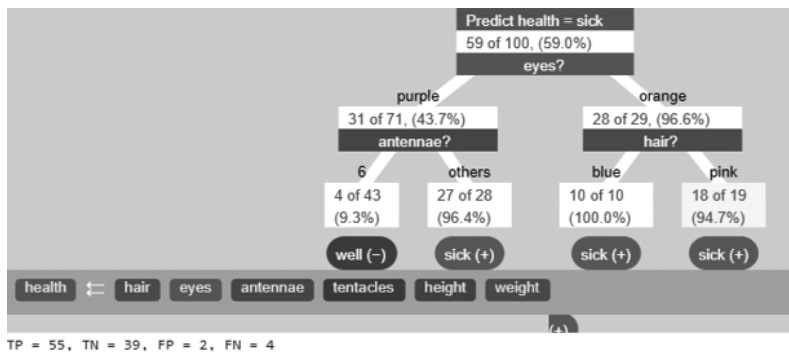 Predict health = sick
59 of 100, (59.0%)
eyes?
purple orange
31 of 71, (43.7%) 28 of 29, (96.6%)
antennae? hair?
6 others blue pink
4 of 43 27 of 28 10 of 10 18 of 19
(9.3%) (96.4%) (100.0%) (94.7%)
well (−) sick (+) sick (+) sick (+)
health ⇇ hair eyes antennae tentacles height weight
(+)
TP = 55, TN = 39, FP = 2, FN = 4